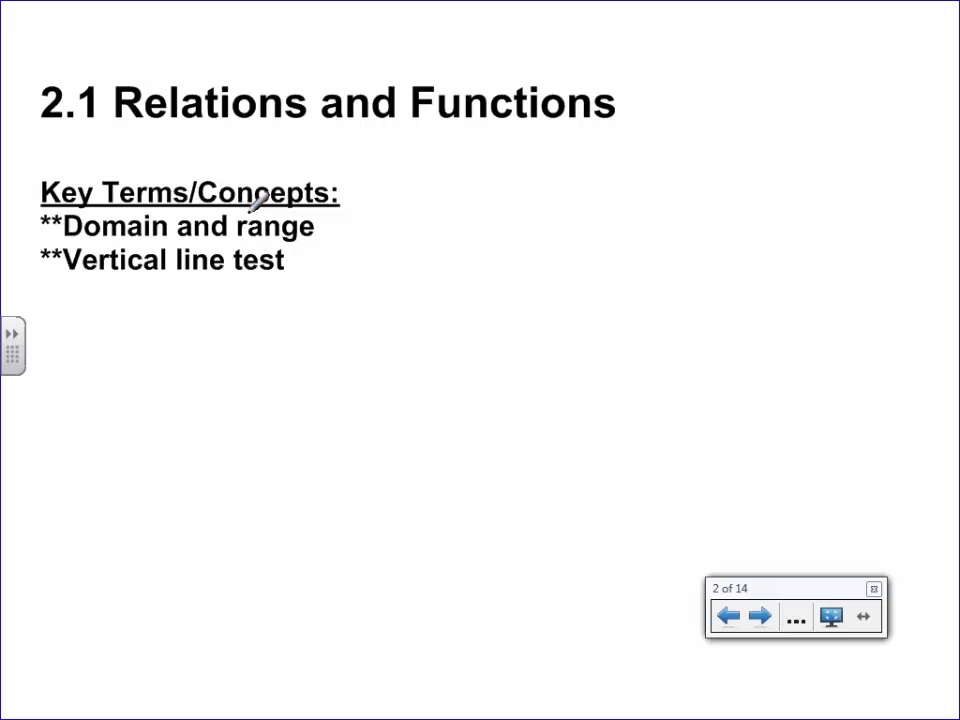 2.1 Relations and Functions
Key Terms/Concepts:
**Domain and range
**Vertical line test
2 of 14
...